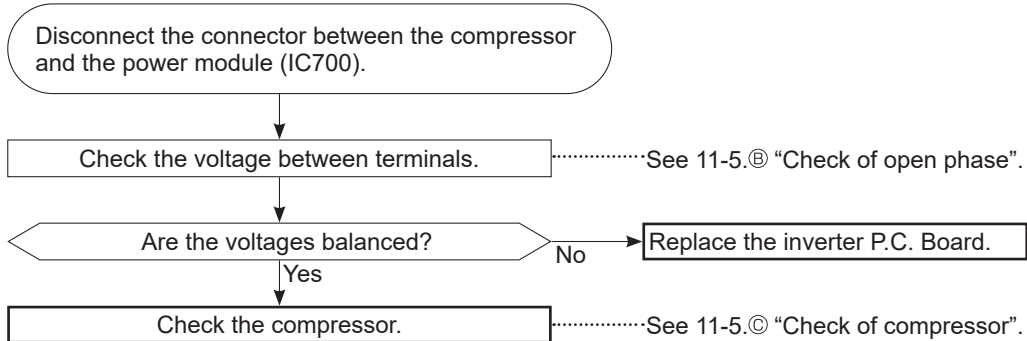 Disconnect the connector between the compressor
and the power module (IC700).
Check the voltage between terminals.
See 11-5.Ⓑ “Check of open phase”.
Are the voltages balanced?
No
Replace the inverter P.C. Board.
Yes
Check the compressor.
See 11-5.Ⓒ “Check of compressor”.